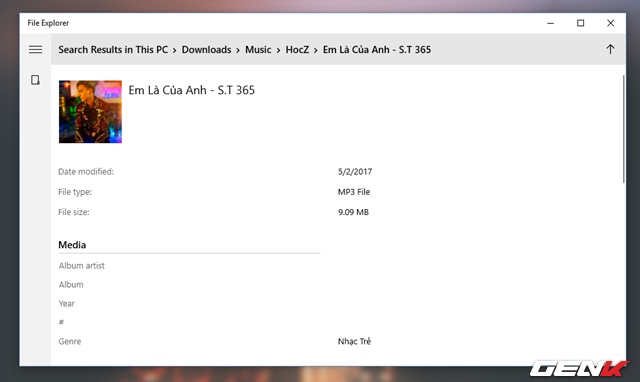 File Explorer
Search Results in This PC > Downloads > Music > HocZ > Em Là Của Anh - S.T 365
Em Là Của Anh - S.T 365
Date modified: 5/2/2017
File type: MP3 File
File size: 9.09 MB
Media
Album artist
Album
Year
#
Genre Nhạc Trẻ
GENK